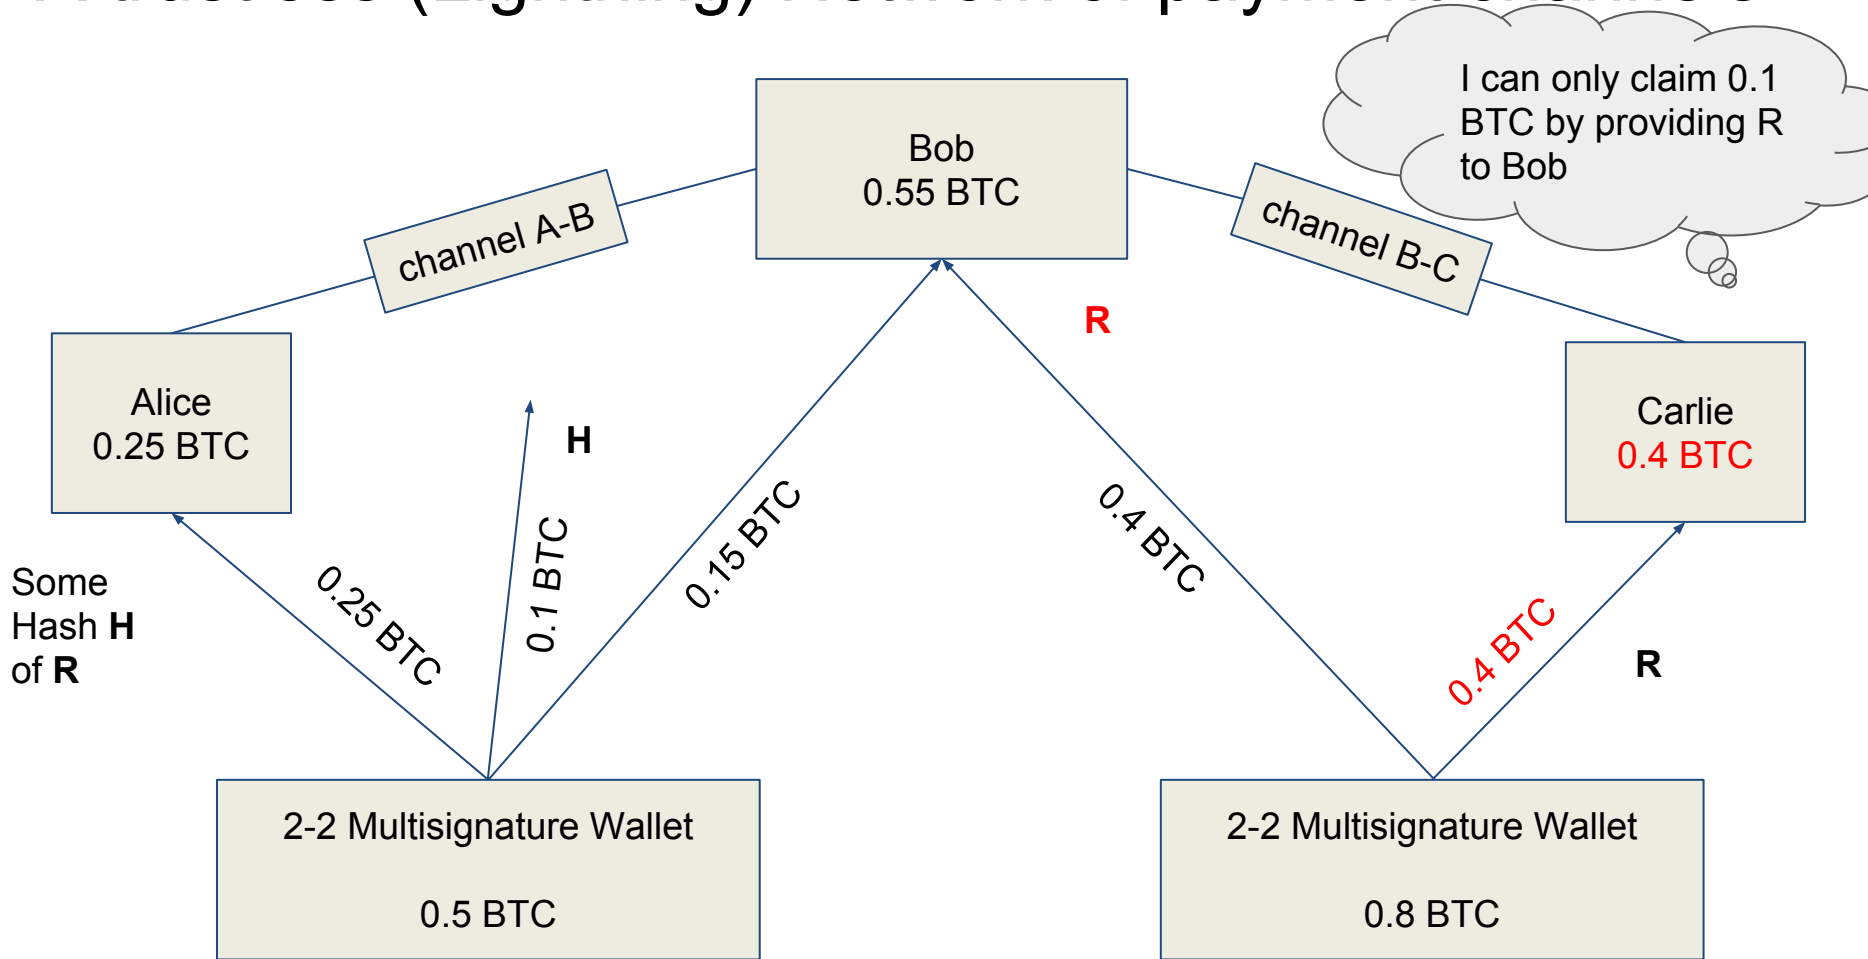 I can only claim 0.1
BTC by providing R
to Bob
Bob
0.55 BTC
channel A-B
channel B-C
R
Alice
0.25 BTC
H
Carlie
0.4 BTC
Some
Hash H
of R
0.25 BTC
0.1 BTC
0.15 BTC
0.4 BTC
0.4 BTC
R
2-2 Multisignature Wallet
0.5 BTC
2-2 Multisignature Wallet
0.8 BTC